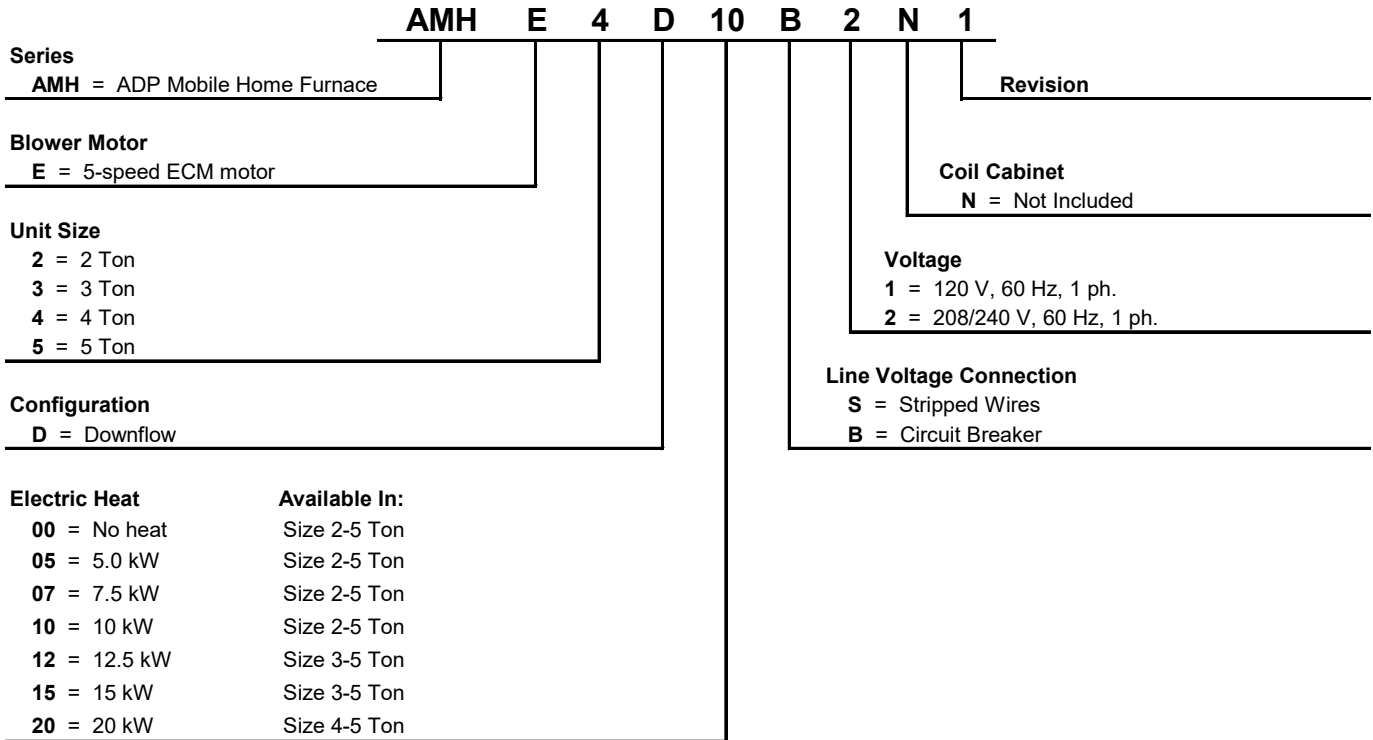 AMH E 4 D 10 B 2 N 1
Series
AMH = ADP Mobile Home Furnace
Revision
Blower Motor
E = 5-speed ECM motor
Coil Cabinet
N = Not Included
Unit Size
2 = 2 Ton
3 = 3 Ton
4 = 4 Ton
5 = 5 Ton
Voltage
1 = 120 V, 60 Hz, 1 ph.
2 = 208/240 V, 60 Hz, 1 ph.
Line Voltage Connection
S = Stripped Wires
B = Circuit Breaker
Configuration
D = Downflow
Electric Heat Available In:
00 = No heat Size 2-5 Ton
05 = 5.0 kW Size 2-5 Ton
07 = 7.5 kW Size 2-5 Ton
10 = 10 kW Size 2-5 Ton
12 = 12.5 kW Size 3-5 Ton
15 = 15 kW Size 3-5 Ton
20 = 20 kW Size 4-5 Ton